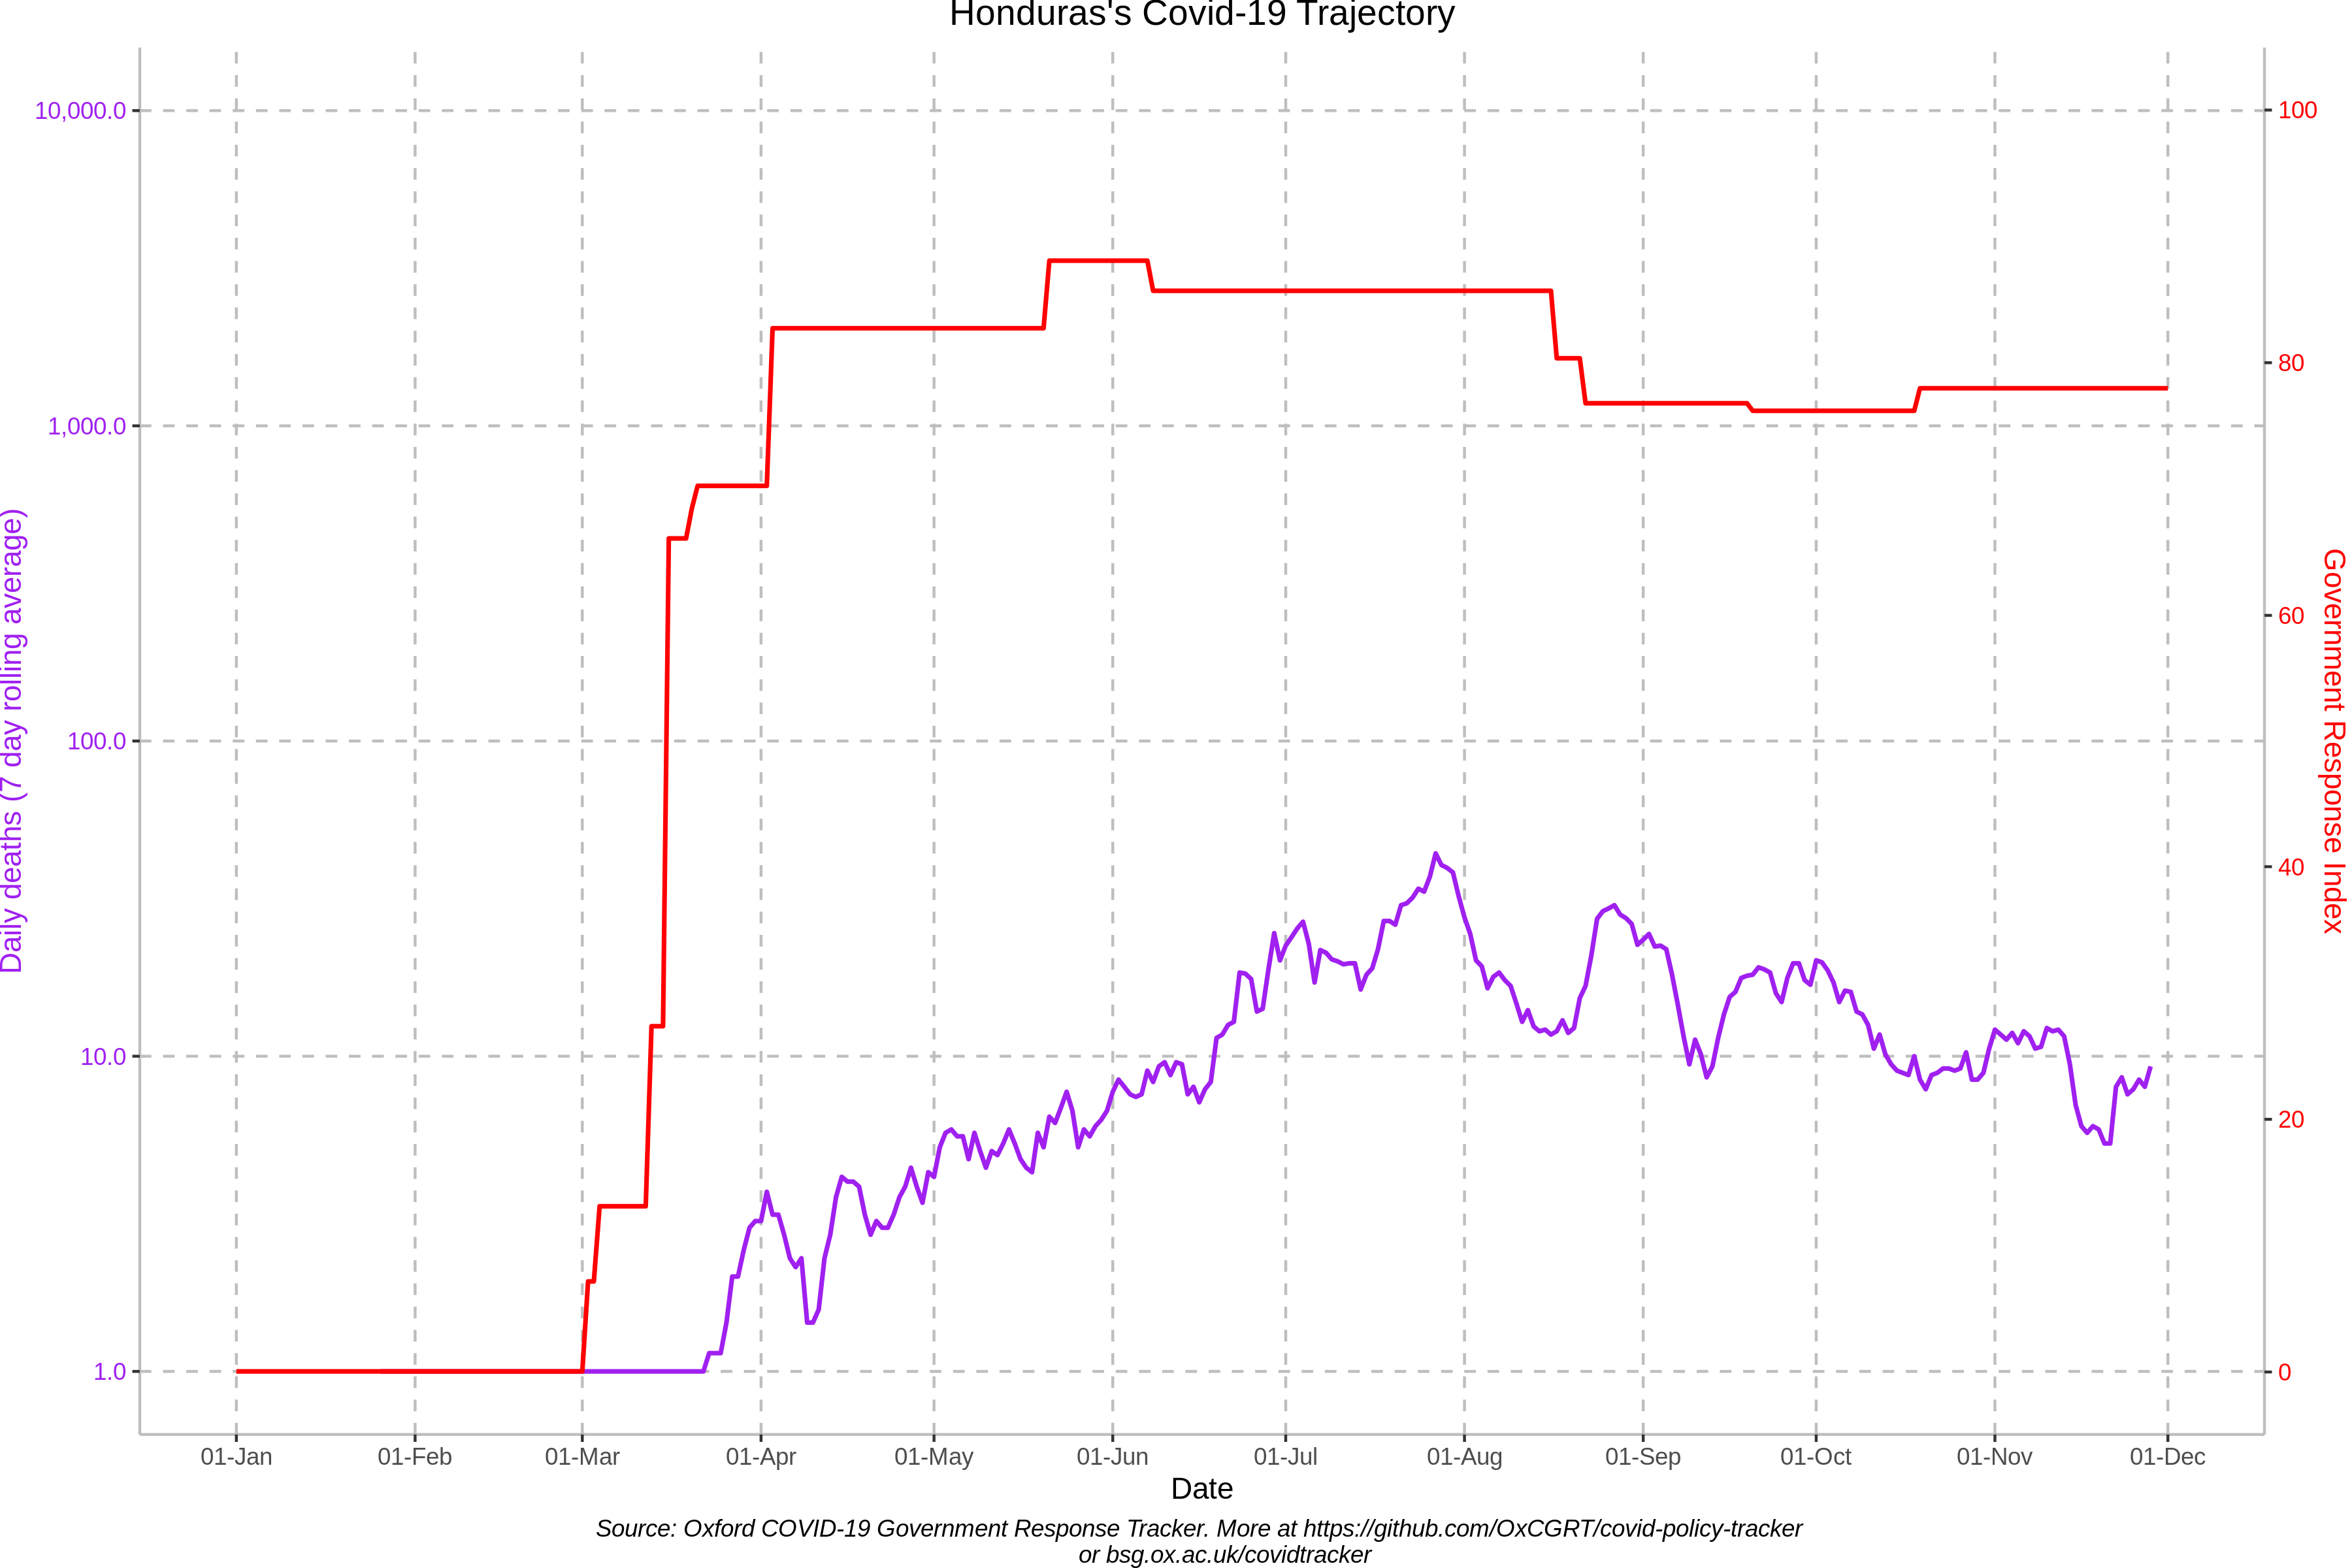 Honduras's Covid-19 Trajectory
10,000.0
1,000.0
100.0
10.0
1.0
Daily deaths (7 day rolling average)
100
80
60
40
20
0
Government Response Index
01-Jan 01-Feb 01-Mar 01-Apr 01-May 01-Jun 01-Jul 01-Aug 01-Sep 01-Oct 01-Nov 01-Dec
Date
Source: Oxford COVID-19 Government Response Tracker. More at https://github.com/OxCGRT/covid-policy-tracker
or bsg.ox.ac.uk/covidtracker